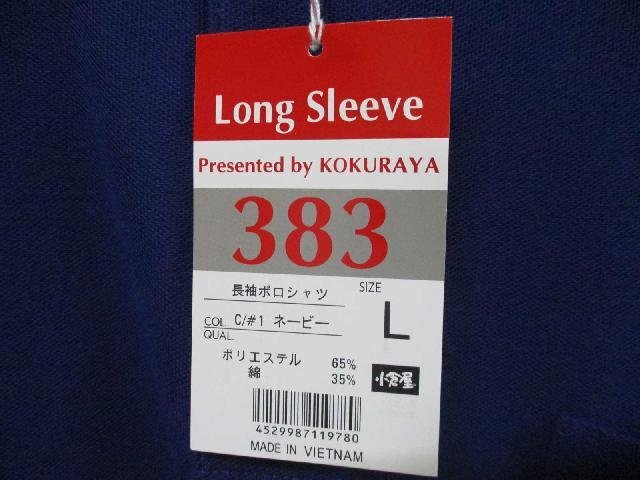 Long Sleeve
Presented by KOKURAYA
383
長袖ポロシャツ
SIZE
L
COL. C/#1 ネービー
QUAL.
ポリエステル 65%
綿 35%
小倉屋
4529987119780
MADE IN VIETNAM